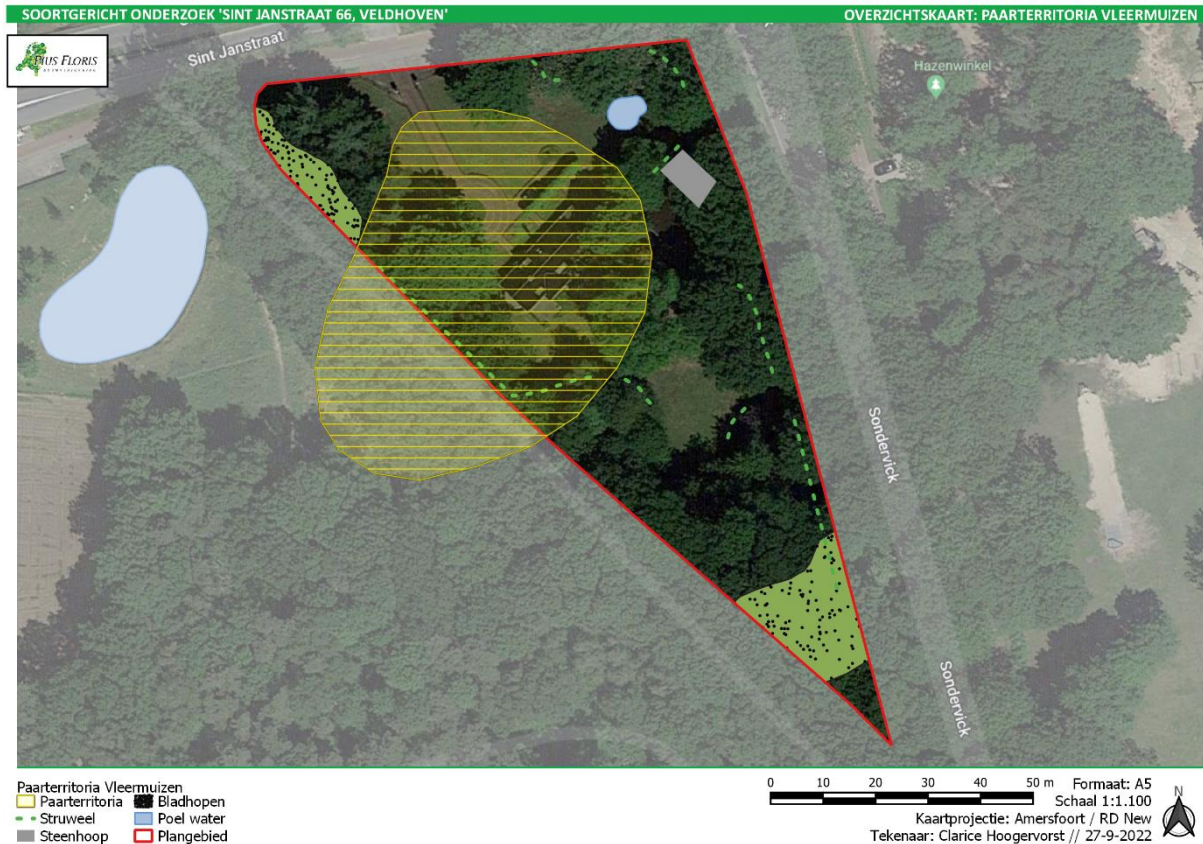 SOORTGERICHT ONDERZOEK 'SINT JANSTRAAT 66, VELDHOVEN'
OVERZICHTSKAART: PAARTERRITORIA VLEERMUIZEN
PIUS FLORIS
Sint Janstraat
Hazenwinkel
Sondervick
Sondervick
Paarterritoria Vleermuizen
Paarterritoria
Bladhopen
Struweel
Poel water
Steenhoop
Plangebied
0 10 20 30 40 50 m
Formaat: A5
Schaal 1:1.100
Kaartprojectie: Amersfoort / RD New
Tekenaar: Clarice Hoogervorst // 27-9-2022
N